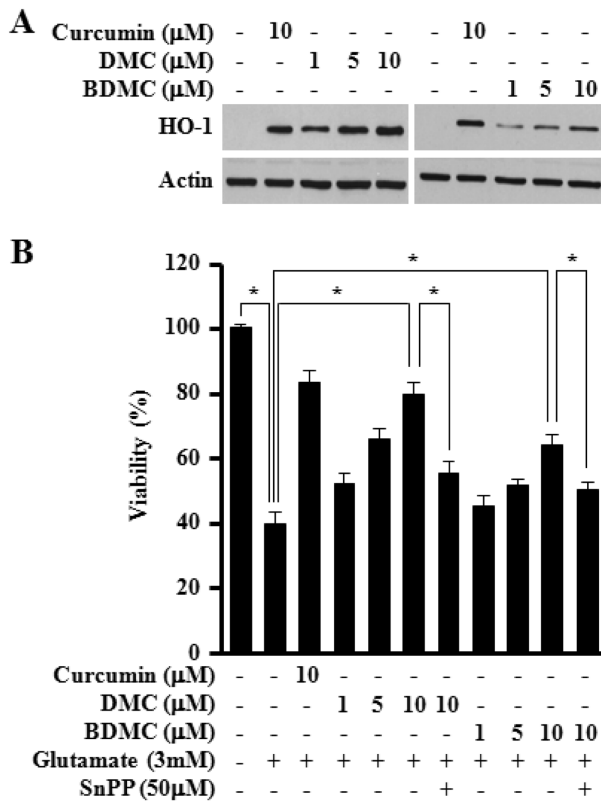 A
Curcumin (μM) - 10 - - - - 10 - - -
DMC (μM) - - 1 5 10 - - - - -
BDMC (μM) - - - - - - - 1 5 10
HO-1
Actin
B
* *
* * *
120
100
80
60
40
20
0
Viability (%)
Curcumin (μM) - - 10 - - - - - - - -
DMC (μM) - - - 1 5 10 10 - - - -
BDMC (μM) - - - - - - - 1 5 10 10
Glutamate (3mM) - + + + + + + + + + +
SnPP (50μM) - - - - - - + - - - +